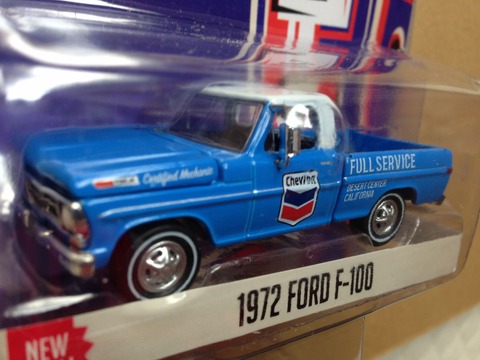 Certified Mechanic
Chevron
FULL SERVICE
DESERT CENTER
CALIFORNIA
1972 FORD F-100
NEW